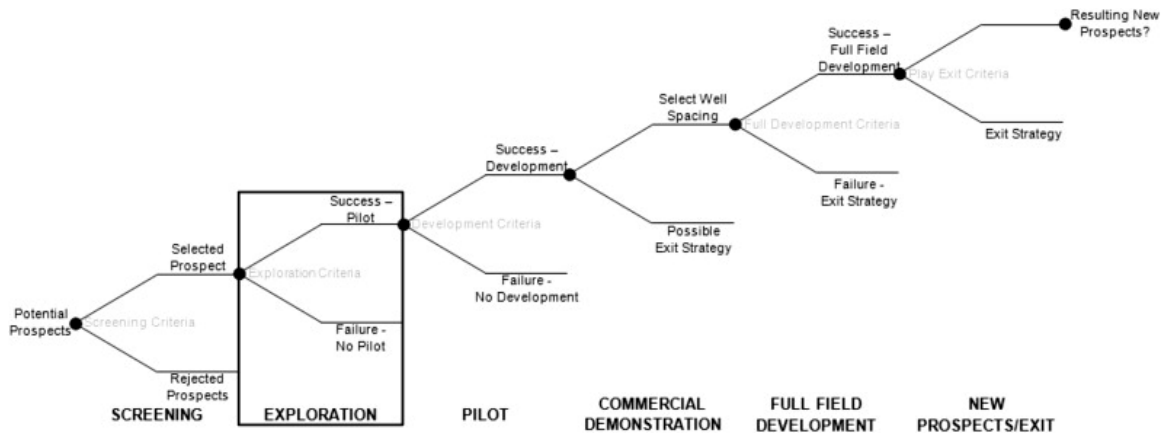 Resulting New
Prospects?
Success –
Full Field
Development
Play Exit Criteria
Exit Strategy
Select Well
Spacing
Full Development Criteria
Failure -
Exit Strategy
Success –
Development
Possible
Exit Strategy
Success –
Pilot
Development Criteria
Failure -
No Development
Selected
Prospect
Exploration Criteria
Failure -
No Pilot
Potential
Prospects
Screening Criteria
Rejected
Prospects
SCREENING
EXPLORATION
PILOT
COMMERCIAL
DEMONSTRATION
FULL FIELD
DEVELOPMENT
NEW
PROSPECTS/EXIT